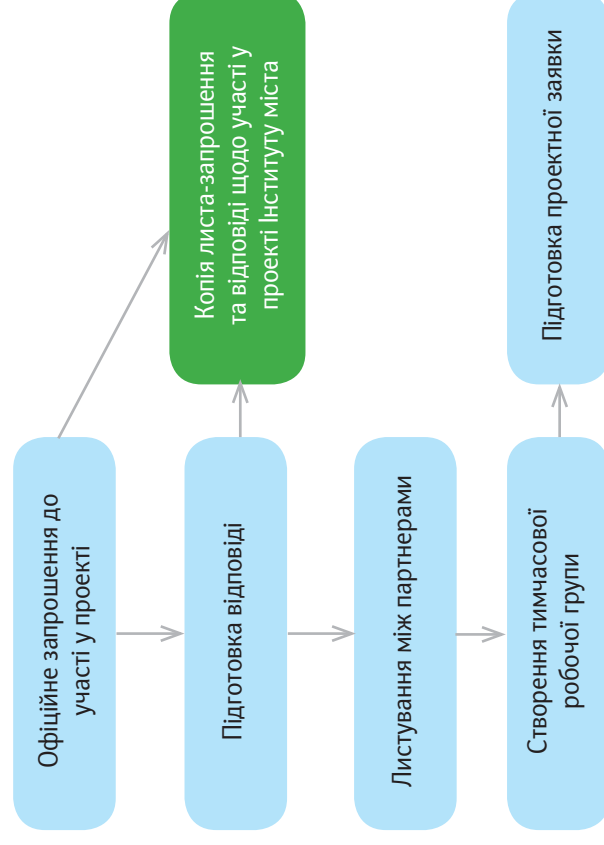 Офіційне запрошення до
участі у проекті
Копія листа-запрошення
та відповіді щодо участі у
проекті Інституту міста
Підготовка відповіді
Листування між партнерами
Створення тимчасової
робочої групи
Підготовка проектної заявки